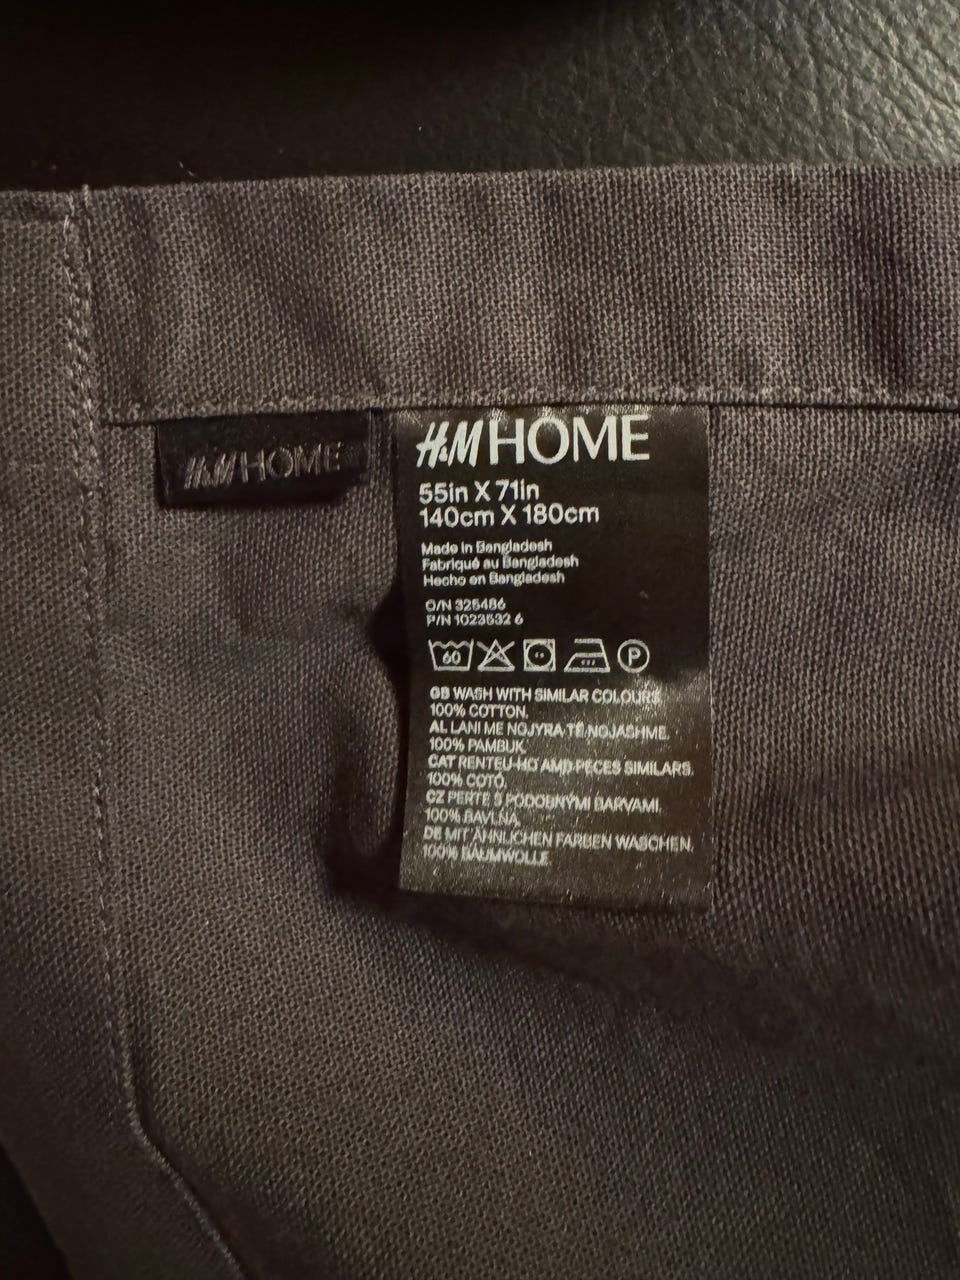 H&M HOME
H&M HOME
55in X 71in
140cm X 180cm
Made in Bangladesh
Fabriqué au Bangladesh
Hecho en Bangladesh
O/N 325486
P/N 1023532 6
60 P
GB WASH WITH SIMILAR COLOURS
100% COTTON.
AL LANI ME NGJYRA TË NGJASHME.
100% PAMBUK
CAT RENTEU-HO AMB PECES SIMILARS.
100% COTÓ.
CZ PERTE S PODOBNÝMI BARVAMI.
100% BAVLNA
DE MIT ÄHNLICHEN FARBEN WASCHEN.
100% BAUMWOLLE